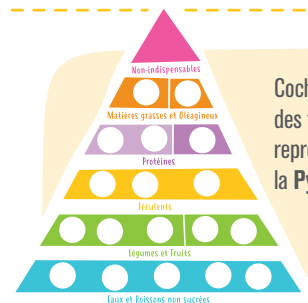 Non-indispensables
Matières grasses et Oléagineux
Protéines
Féculents
Légumes et Fruits
Eaux et Boissons non sucrées
Coch
des
repr
la P